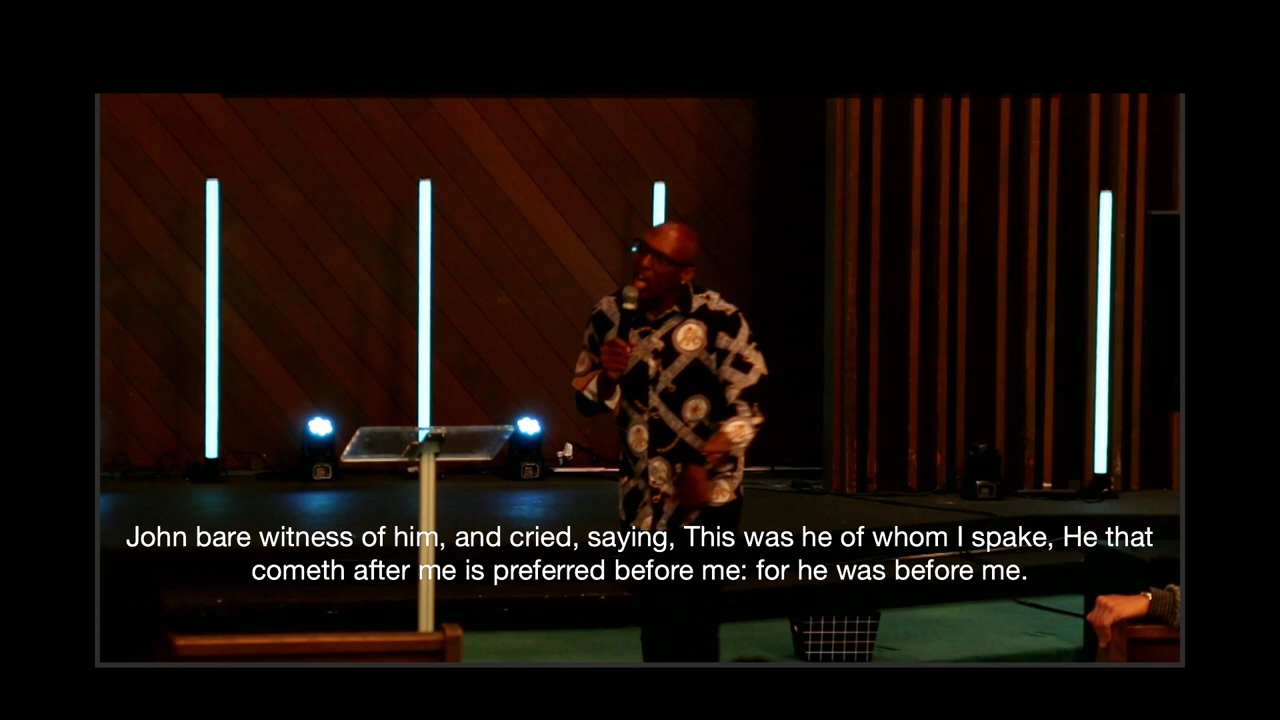 John bare witness of him, and cried, saying, This was he of whom I spake, He that
cometh after me is preferred before me: for he was before me.